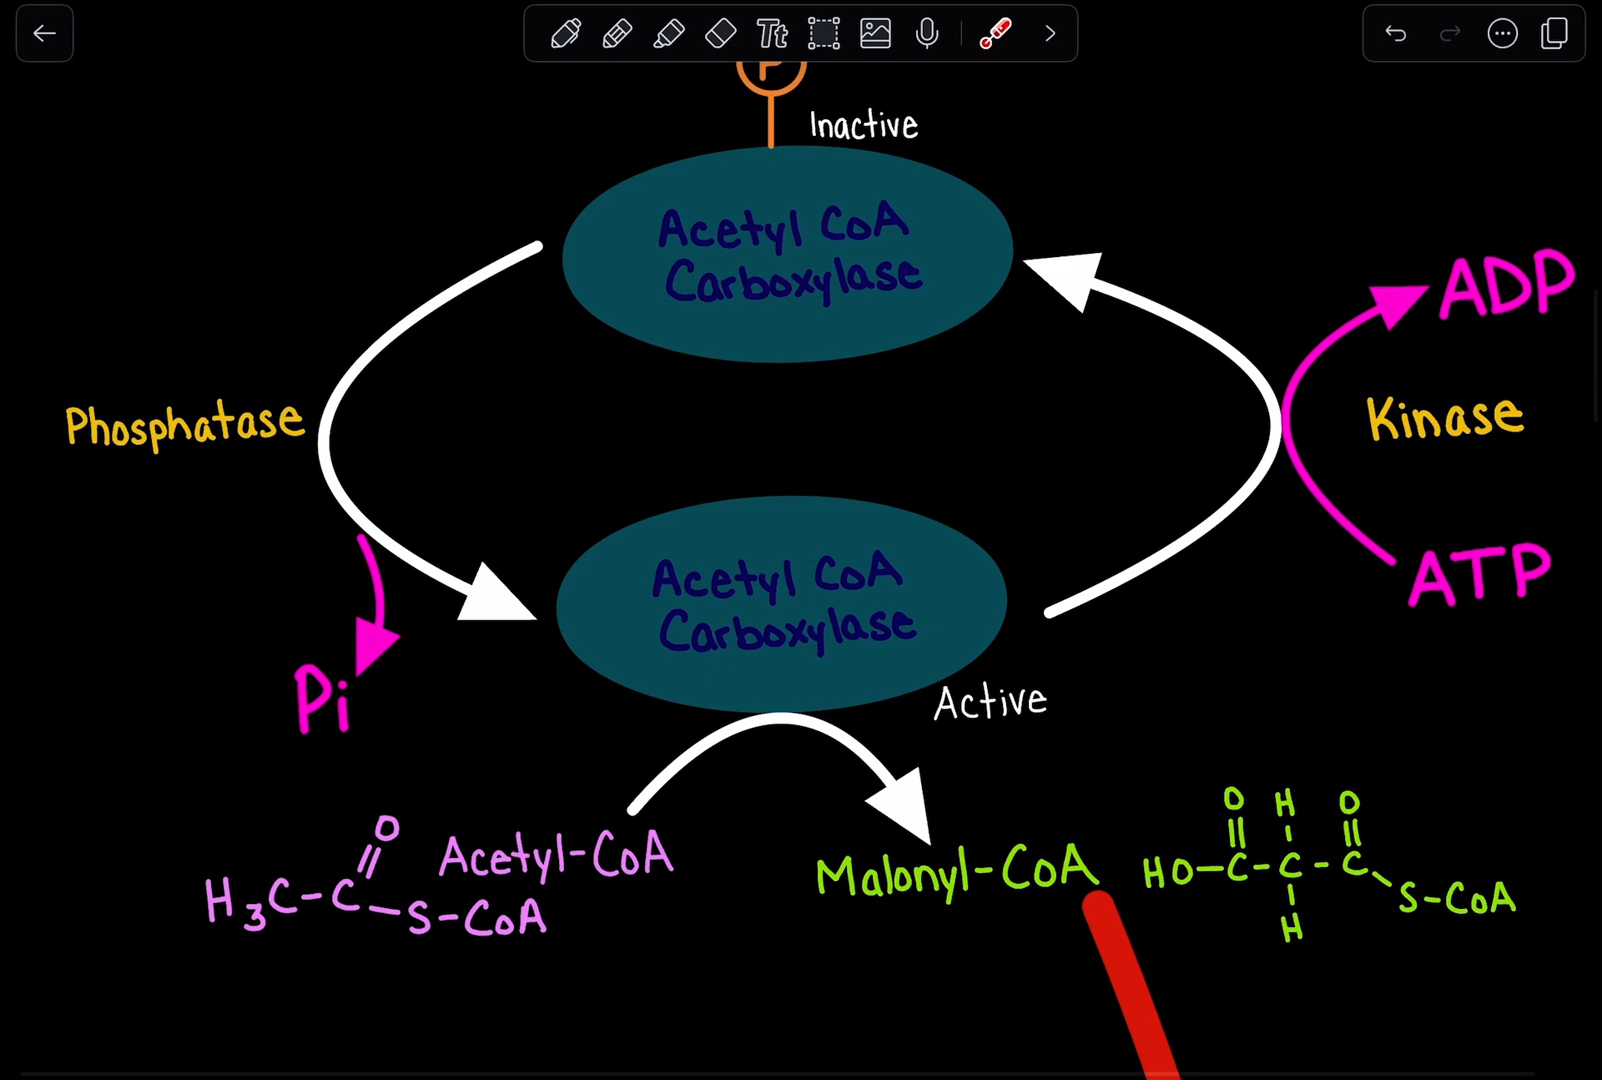 Tt
P
Inactive
Acetyl CoA
Carboxylase
ADP
Phosphatase
Kinase
ATP
Acetyl CoA
Carboxylase
Pi
Active
Acetyl-CoA
O
H3C-C-S-CoA
Malonyl-CoA
O H O
HO-C-C-C-S-CoA
H